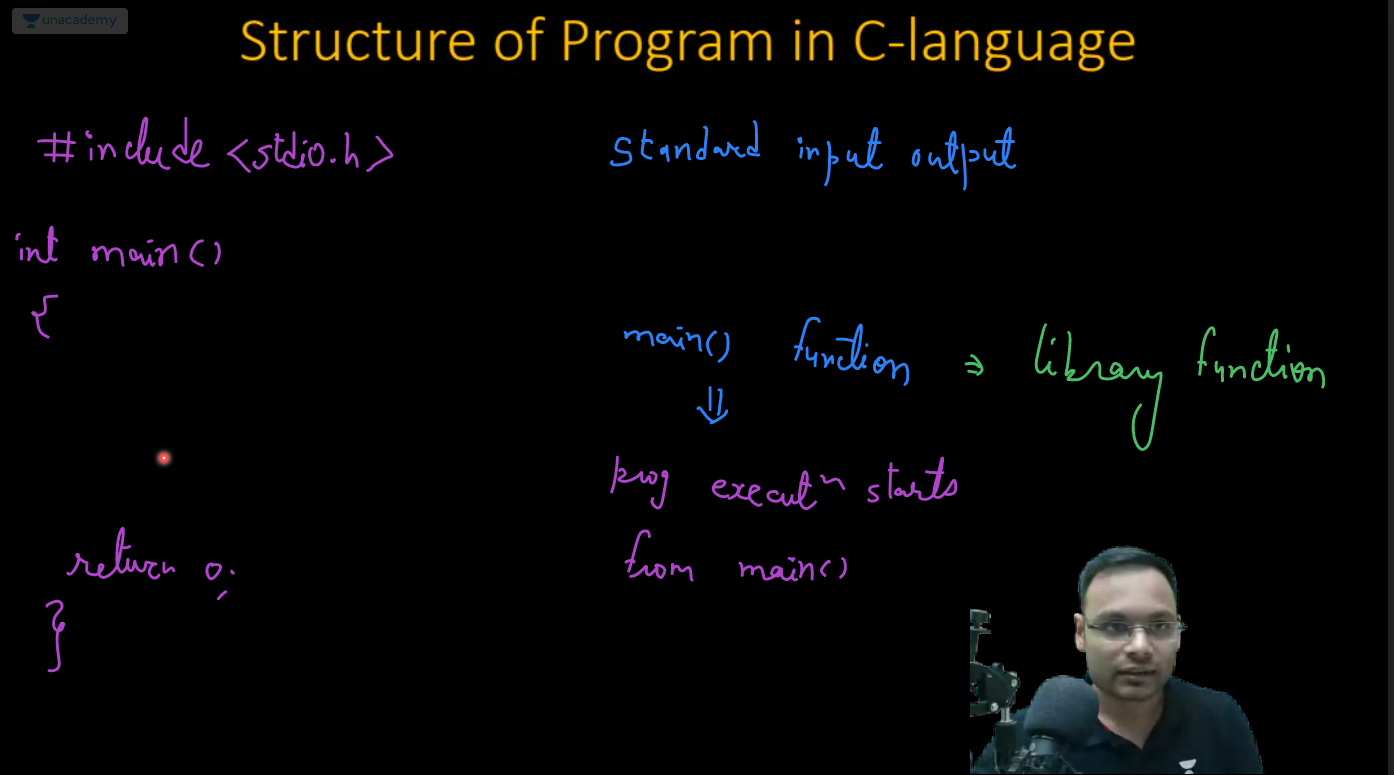 unacademy
Structure of Program in C-language
#include <stdio.h>
standard input output
int main()
{
main() function ⇒ library function
⇓
prog executⁿ starts
from main()
return 0;
}